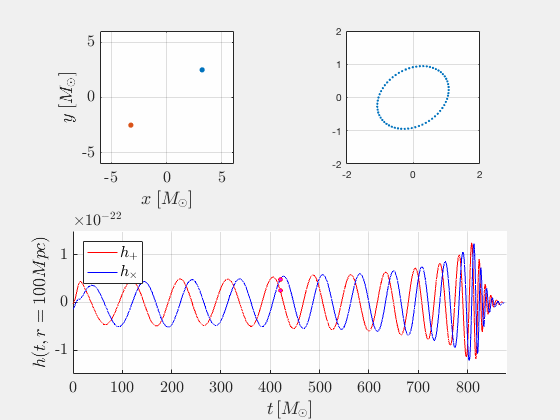 5
0
-5
y [M⊙]
-5 0 5
x [M⊙]
2
1
0
-1
-2
-2 0 2
×10⁻²²
1
0
-1
h(t, r = 100Mpc)
h₊
h×
0 100 200 300 400 500 600 700 800
t [M⊙]